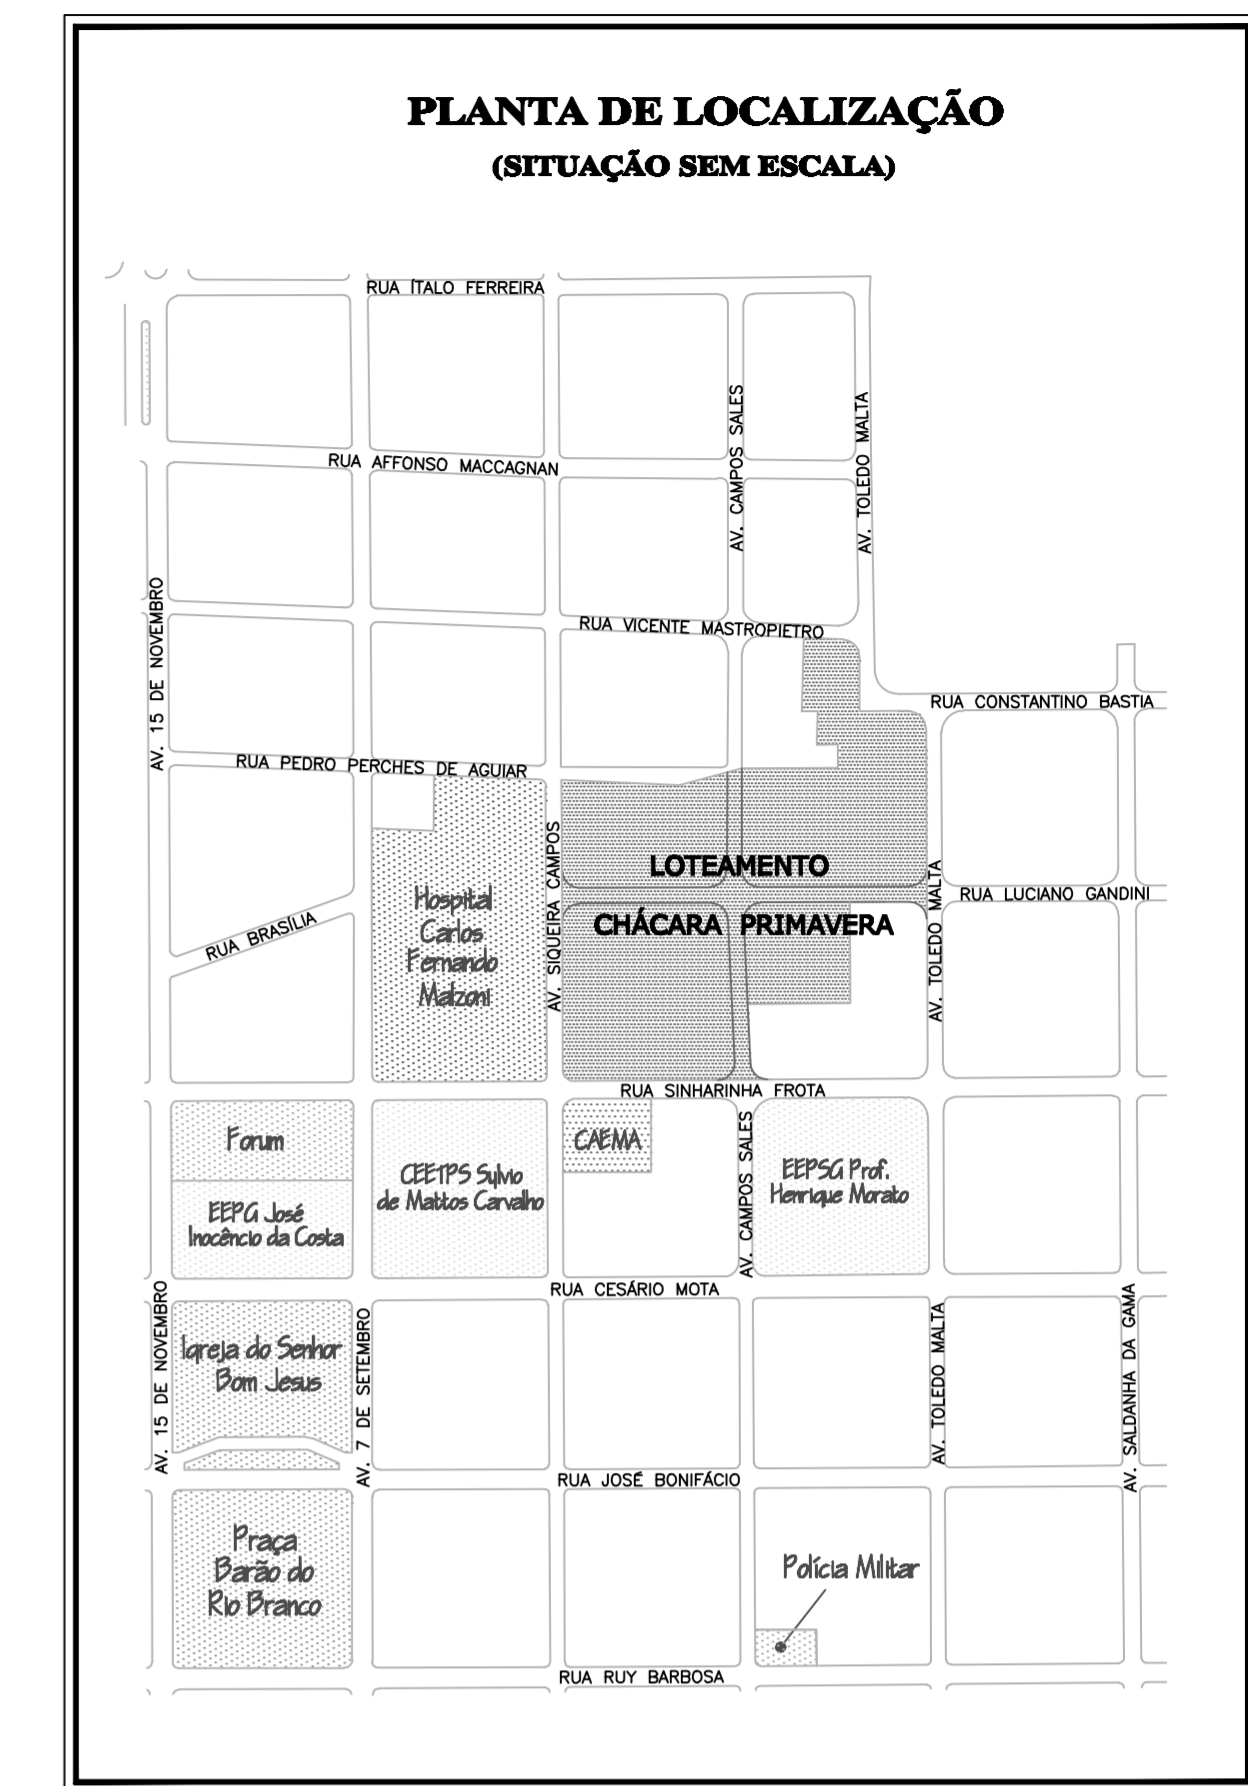 PLANTA DE LOCALIZAÇÃO
(SITUAÇÃO SEM ESCALA)
RUA ÍTALO FERREIRA
AV. CAMPOS SALES
AV. TOLEDO MALTA
RUA AFFONSO MACCAGNAN
AV. 15 DE NOVEMBRO
RUA VICENTE MASTROPIETRO
RUA CONSTANTINO BASTIA
RUA PEDRO PERCHES DE AGUIAR
AV. SIQUEIRA CAMPOS
LOTEAMENTO
CHÁCARA PRIMAVERA
AV. TOLEDO MALTA
RUA LUCIANO GANDINI
Hospital
Carlos
Fernando
Malzoni
RUA BRASÍLIA
RUA SINHARINHA FROTA
Forum
EEPG José
Inocêncio da Costa
CEETPS Sylvio
de Mattos Carvalho
CAEMA
AV. CAMPOS SALES
EEPSG Prof.
Henrique Morato
RUA CESÁRIO MOTA
AV. 15 DE NOVEMBRO
Igreja do Senhor
Bom Jesus
AV. 7 DE SETEMBRO
AV. TOLEDO MALTA
AV. SALDANHA DA GAMA
RUA JOSÉ BONIFÁCIO
Praça
Barão do
Rio Branco
Polícia Militar
RUA RUY BARBOSA